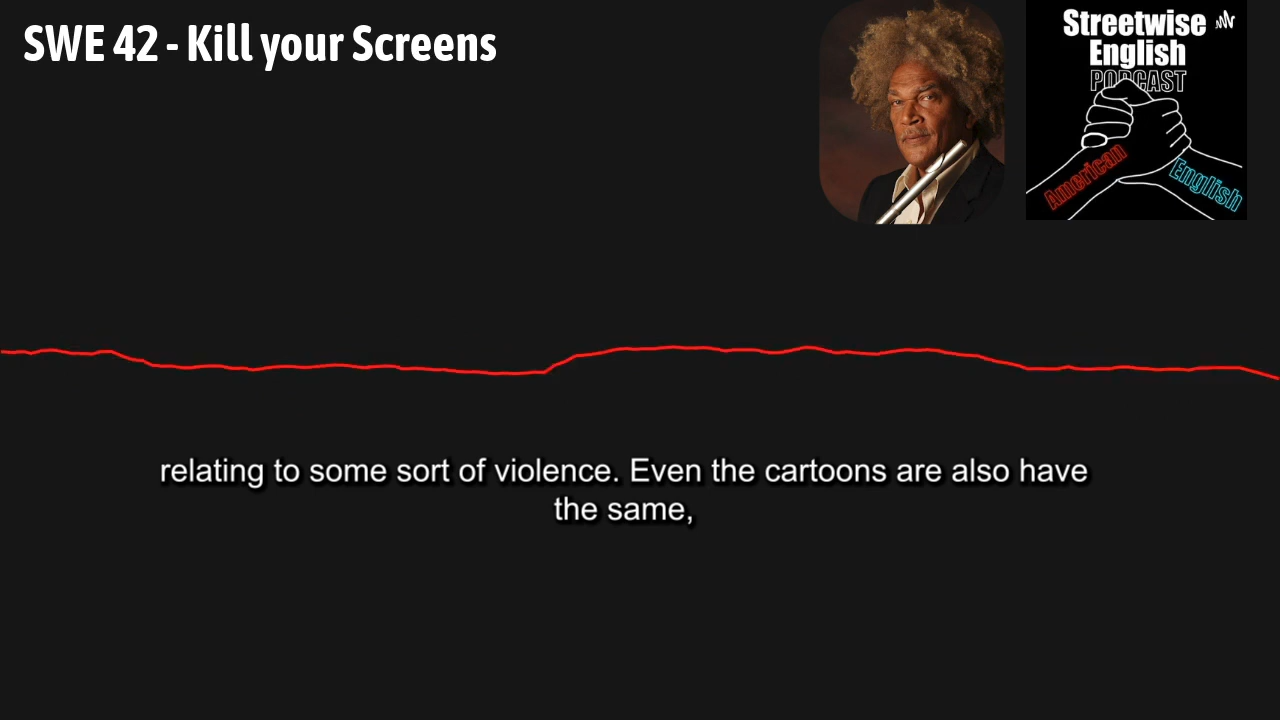 SWE 42 - Kill your Screens
Streetwise
English
PODCAST
American
English
relating to some sort of violence. Even the cartoons are also have
the same,